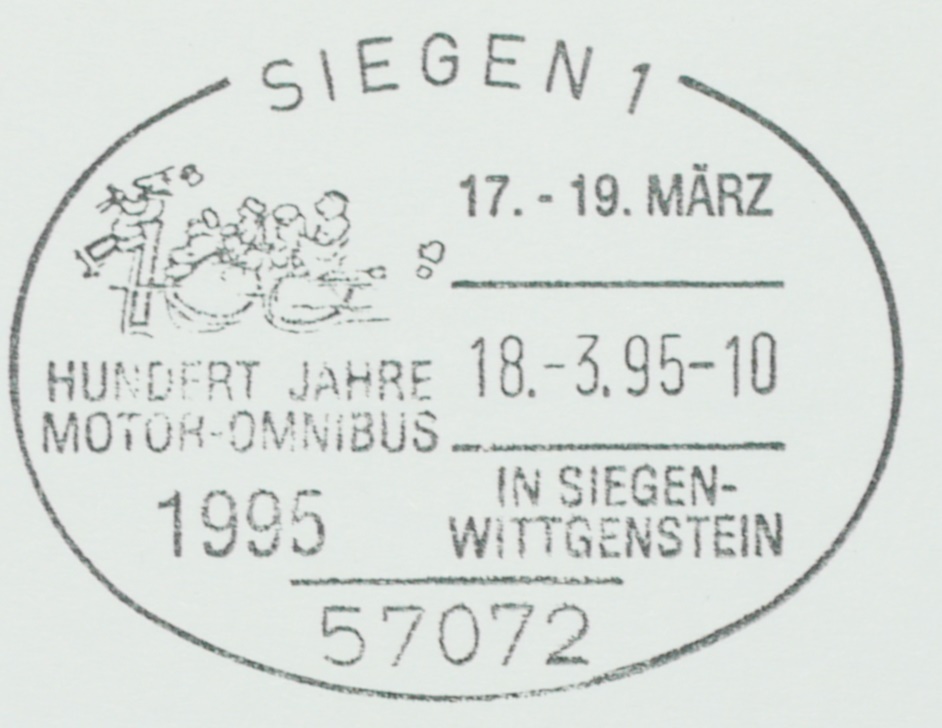 SIEGEN 1
17. - 19. MÄRZ
18.-3.95-10
HUNDERT JAHRE
MOTOR-OMNIBUS
1995
IN SIEGEN-
WITTGENSTEIN
57072